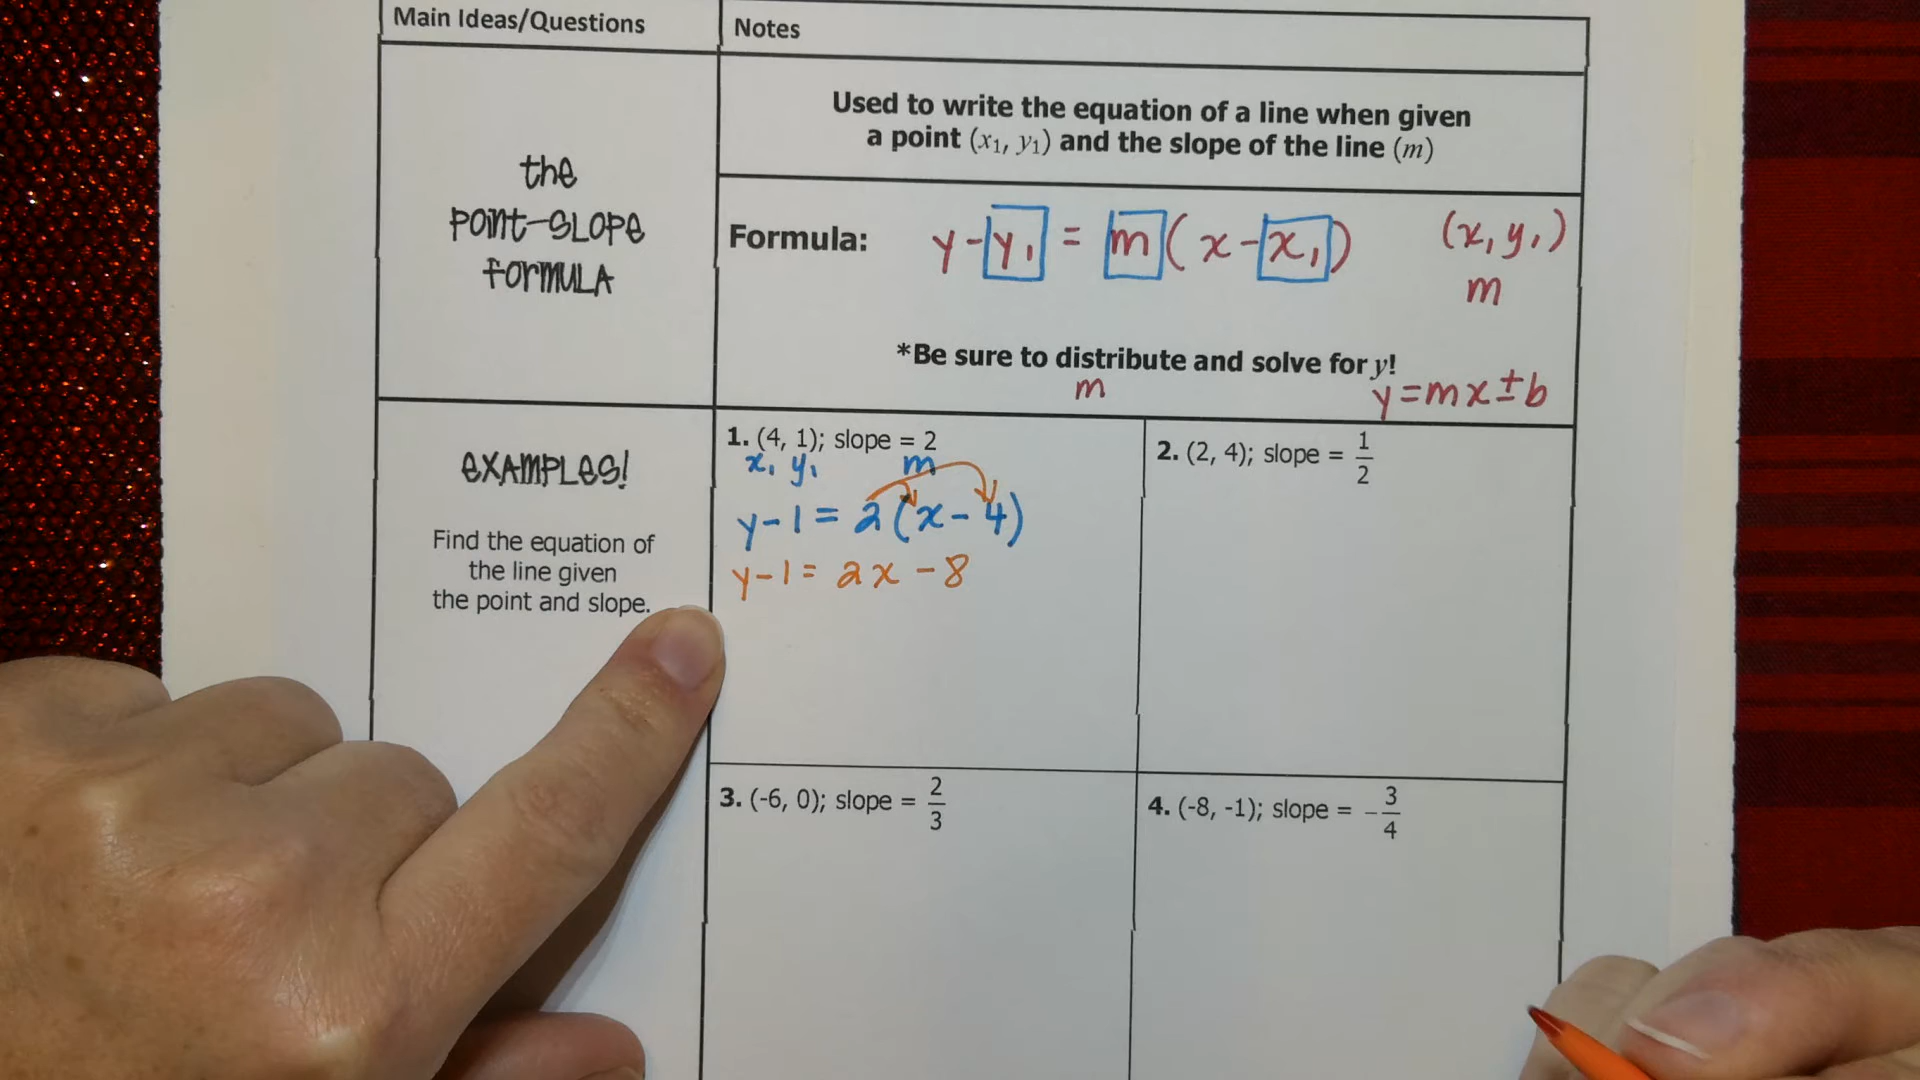 Main Ideas/Questions
Notes
the
POINT-SLOPE
FORMULA
Used to write the equation of a line when given
a point (x₁, y₁) and the slope of the line (m)
Formula: y - y₁ = m(x - x₁)
(x₁ y₁)
m
*Be sure to distribute and solve for y!
m
y = mx ± b
EXAMPLES!
Find the equation of
the line given
the point and slope.
1. (4, 1); slope = 2
x₁ y₁ m
y - 1 = 2(x - 4)
y - 1 = 2x - 8
2. (2, 4); slope = 1/2
3. (-6, 0); slope = 2/3
4. (-8, -1); slope = -3/4